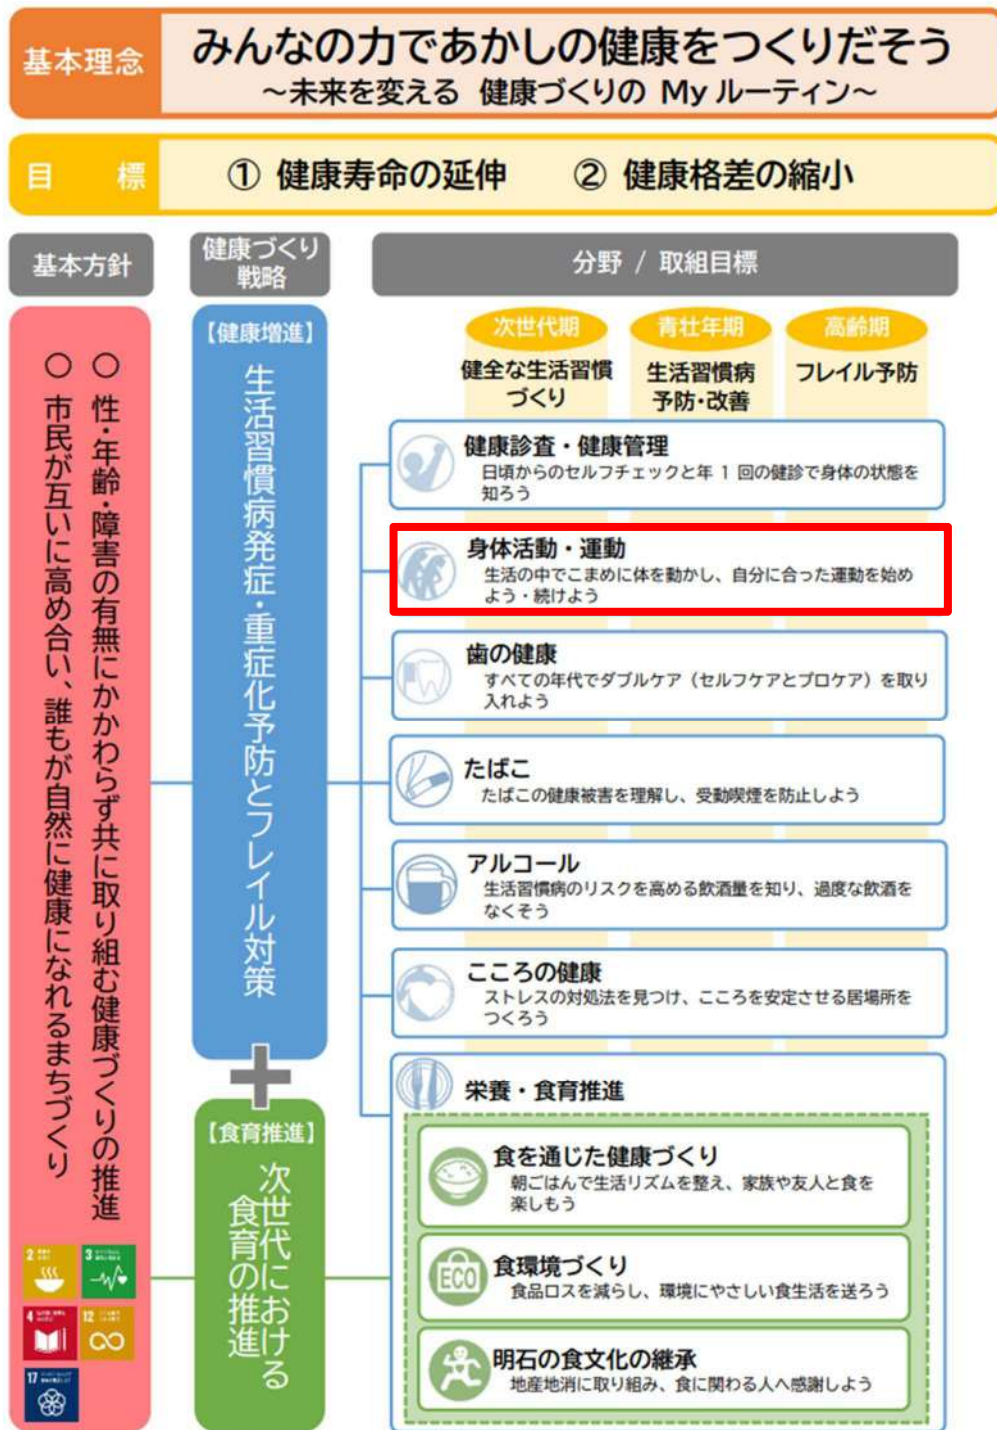 基本理念
みんなの力であかしの健康をつくりだそう
～未来を変える 健康づくりの My ルーティン～
目 標
① 健康寿命の延伸 ② 健康格差の縮小
基本方針
健康づくり
戦略
分野 / 取組目標
○ 性・年齢・障害の有無にかかわらず共に取り組む健康づくりの推進
○ 市民が互いに高め合い、誰もが自然に健康になれるまちづくり
2
3
4
12
17
【健康増進】
生活習慣病発症・重症化予防とフレイル対策
【食育推進】
次世代における
食育の推進
次世代期
健全な生活習慣
づくり
青壮年期
生活習慣病
予防・改善
高齢期
フレイル予防
健康診査・健康管理
日頃からのセルフチェックと年 1 回の健診で身体の状態を
知ろう
身体活動・運動
生活の中でこまめに体を動かし、自分に合った運動を始め
よう・続けよう
歯の健康
すべての年代でダブルケア（セルフケアとプロケア）を取り
入れよう
たばこ
たばこの健康被害を理解し、受動喫煙を防止しよう
アルコール
生活習慣病のリスクを高める飲酒量を知り、過度な飲酒を
なくそう
こころの健康
ストレスの対処法を見つけ、こころを安定させる居場所を
つくろう
栄養・食育推進
食を通じた健康づくり
朝ごはんで生活リズムを整え、家族や友人と食を
楽しもう
ECO
食環境づくり
食品ロスを減らし、環境にやさしい食生活を送ろう
明石の食文化の継承
地産地消に取り組み、食に関わる人へ感謝しよう